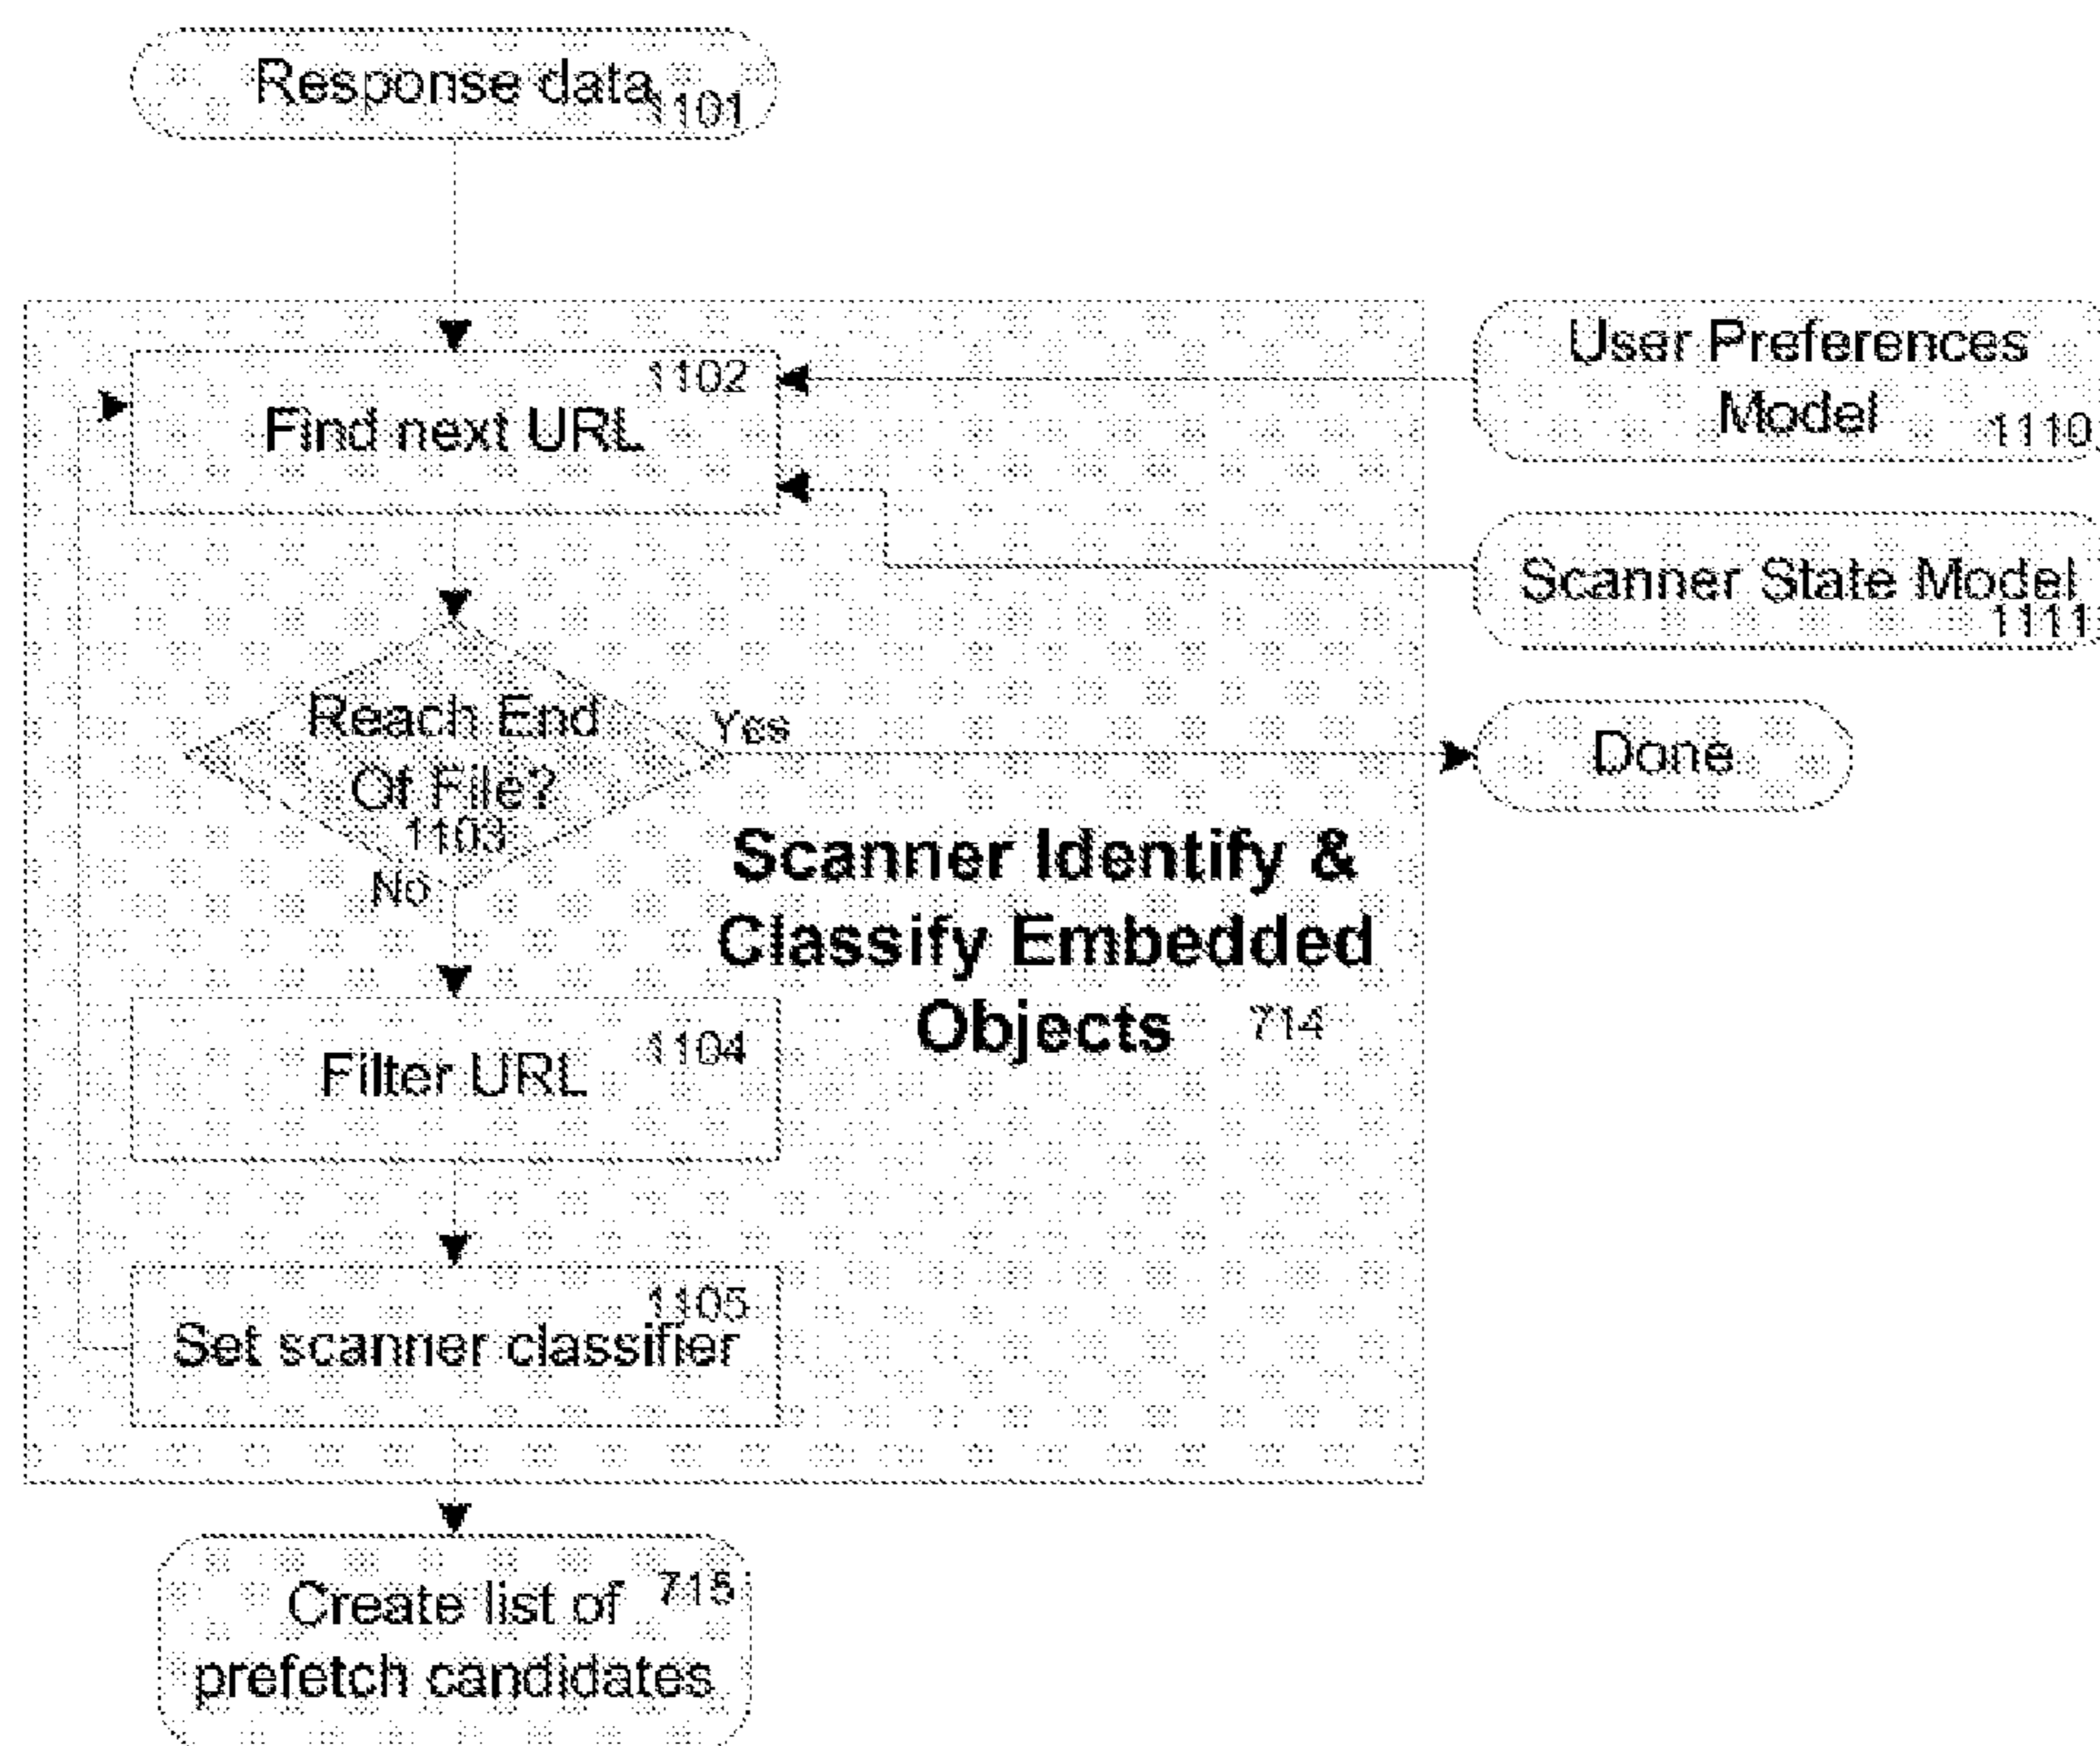 Response data
1101
1102
Find next URL
User Preferences
Model
1110
Scanner State Model
1111
Reach End
Of File?
1103
Yes
No
Done
Scanner Identify &
Classify Embedded
Objects 714
1104
Filter URL
1105
Set scanner classifier
Create list of 715
prefetch candidates